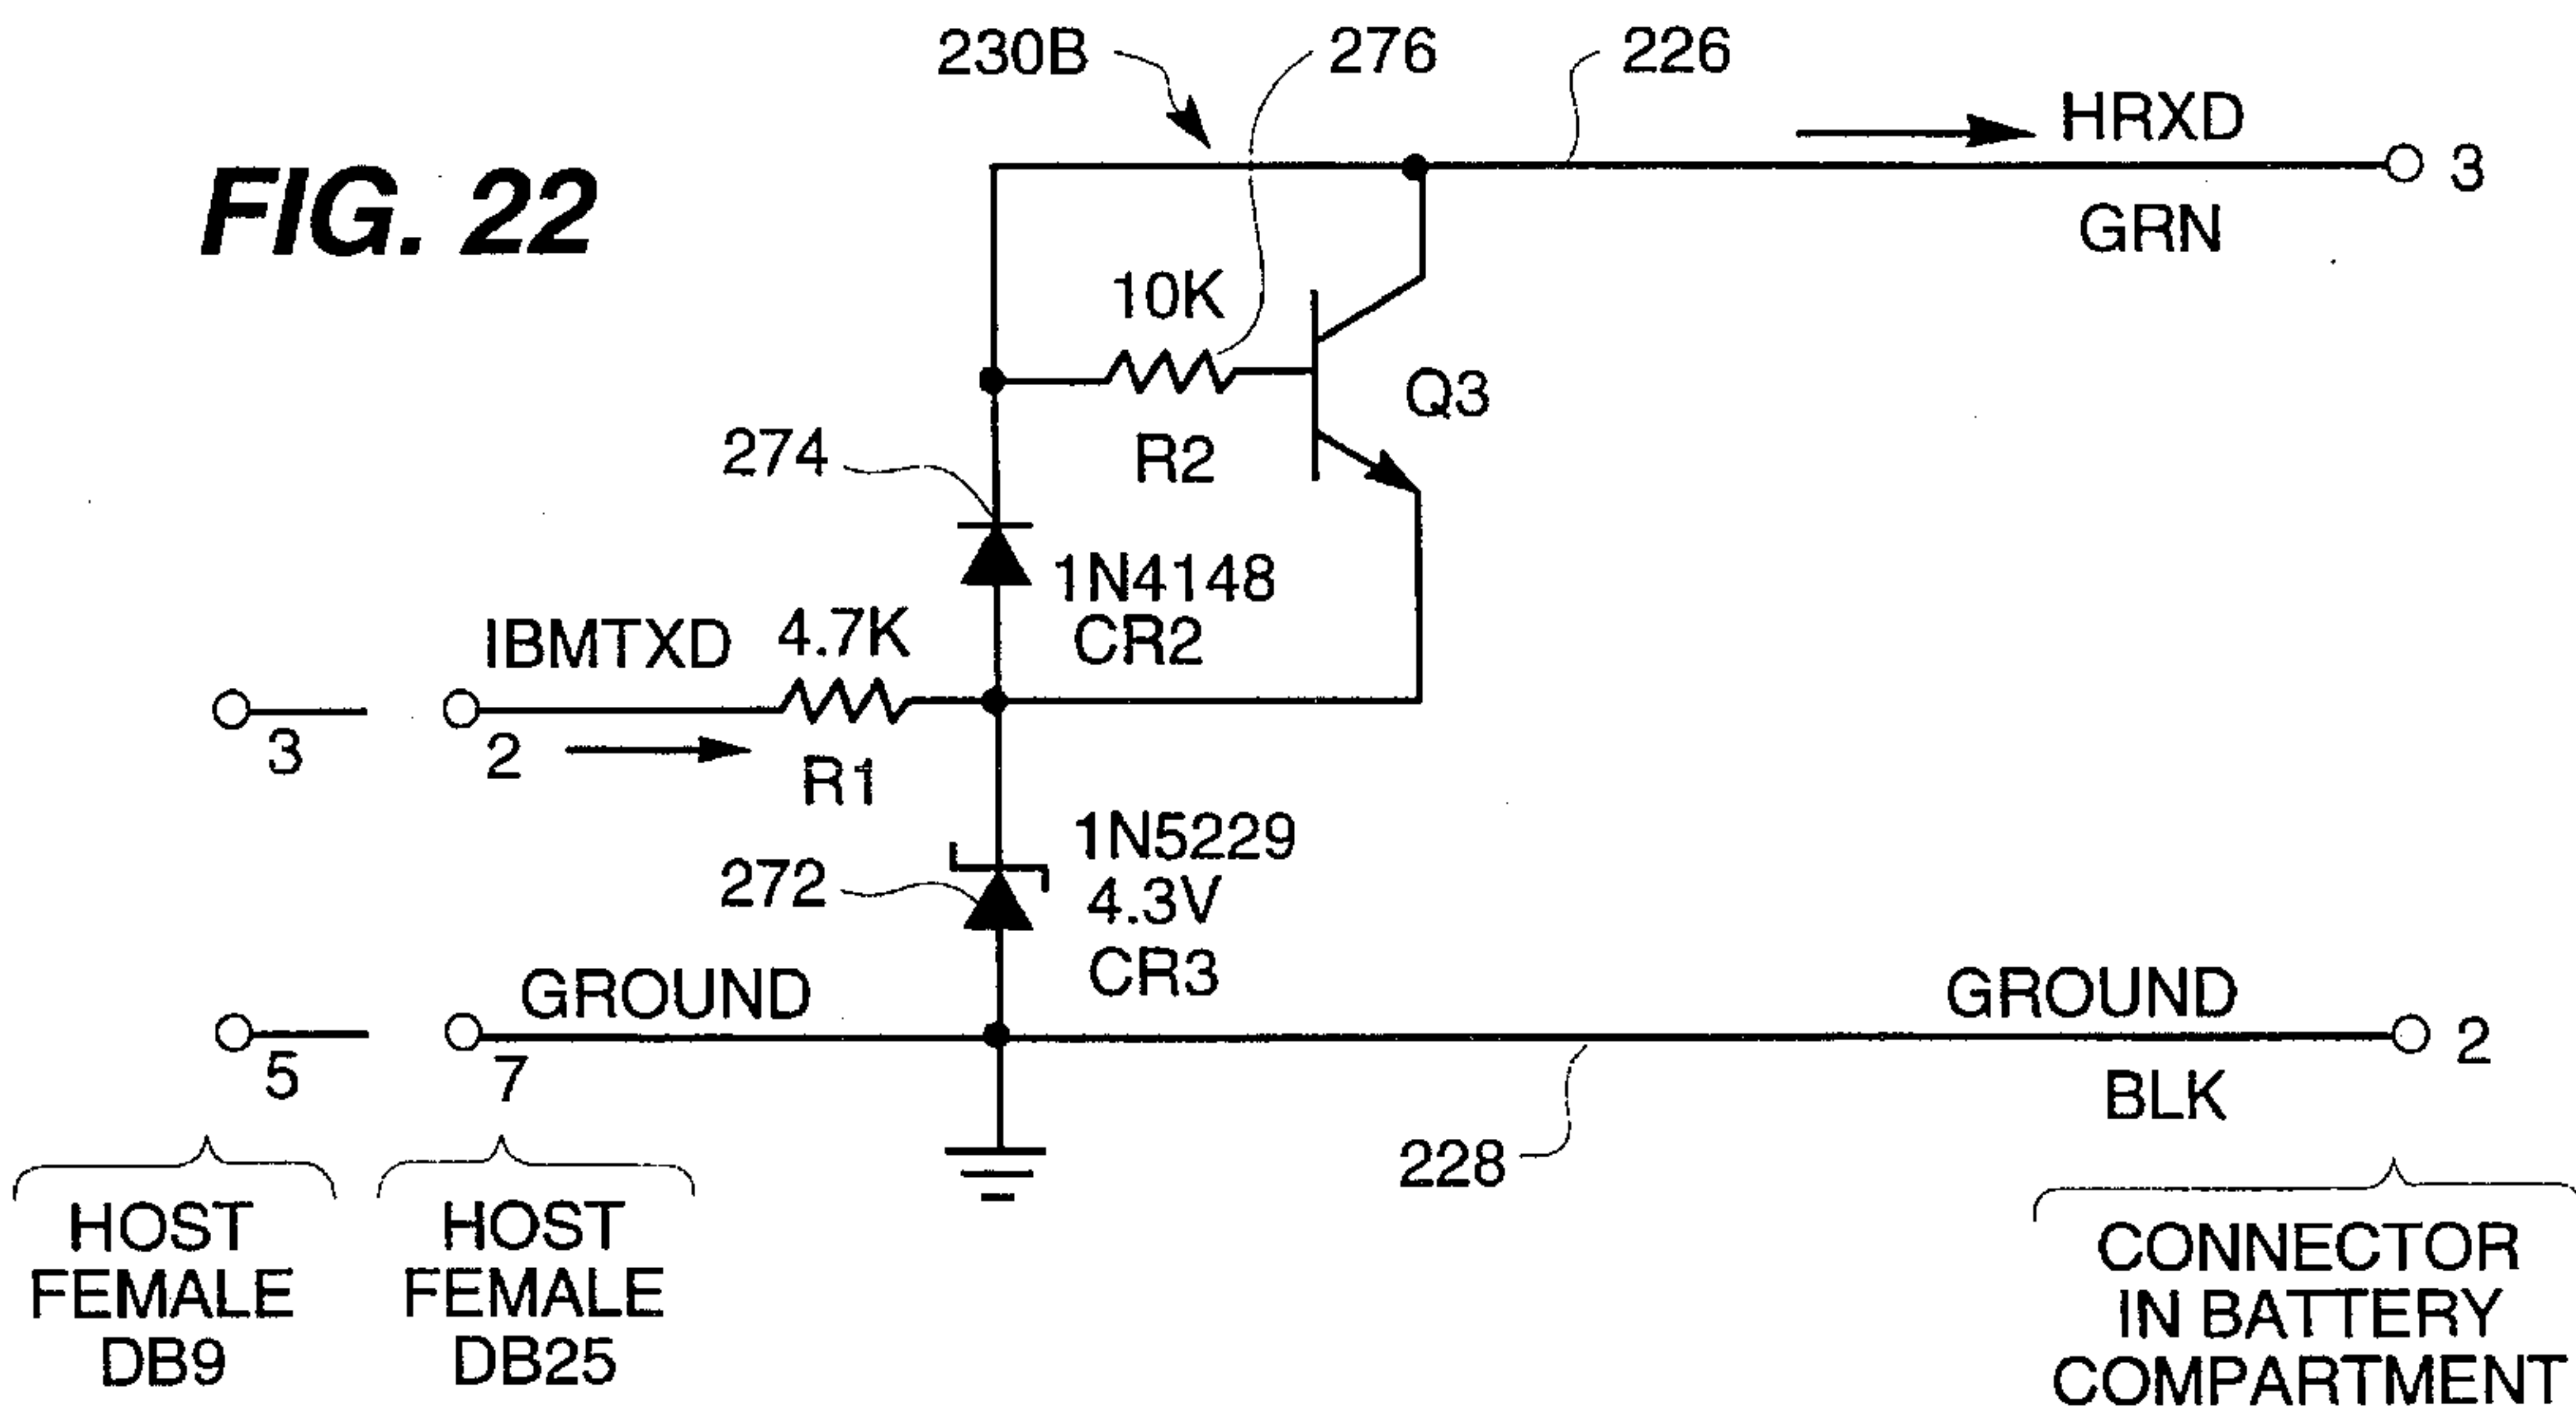 FIG. 22
230B
276
226
HRXD
3
GRN
10K
R2
Q3
274
1N4148
CR2
IBMTXD
4.7K
3
2
R1
1N5229
4.3V
CR3
272
GROUND
GROUND
5
7
2
BLK
228
HOST
FEMALE
DB9
HOST
FEMALE
DB25
CONNECTOR
IN BATTERY
COMPARTMENT